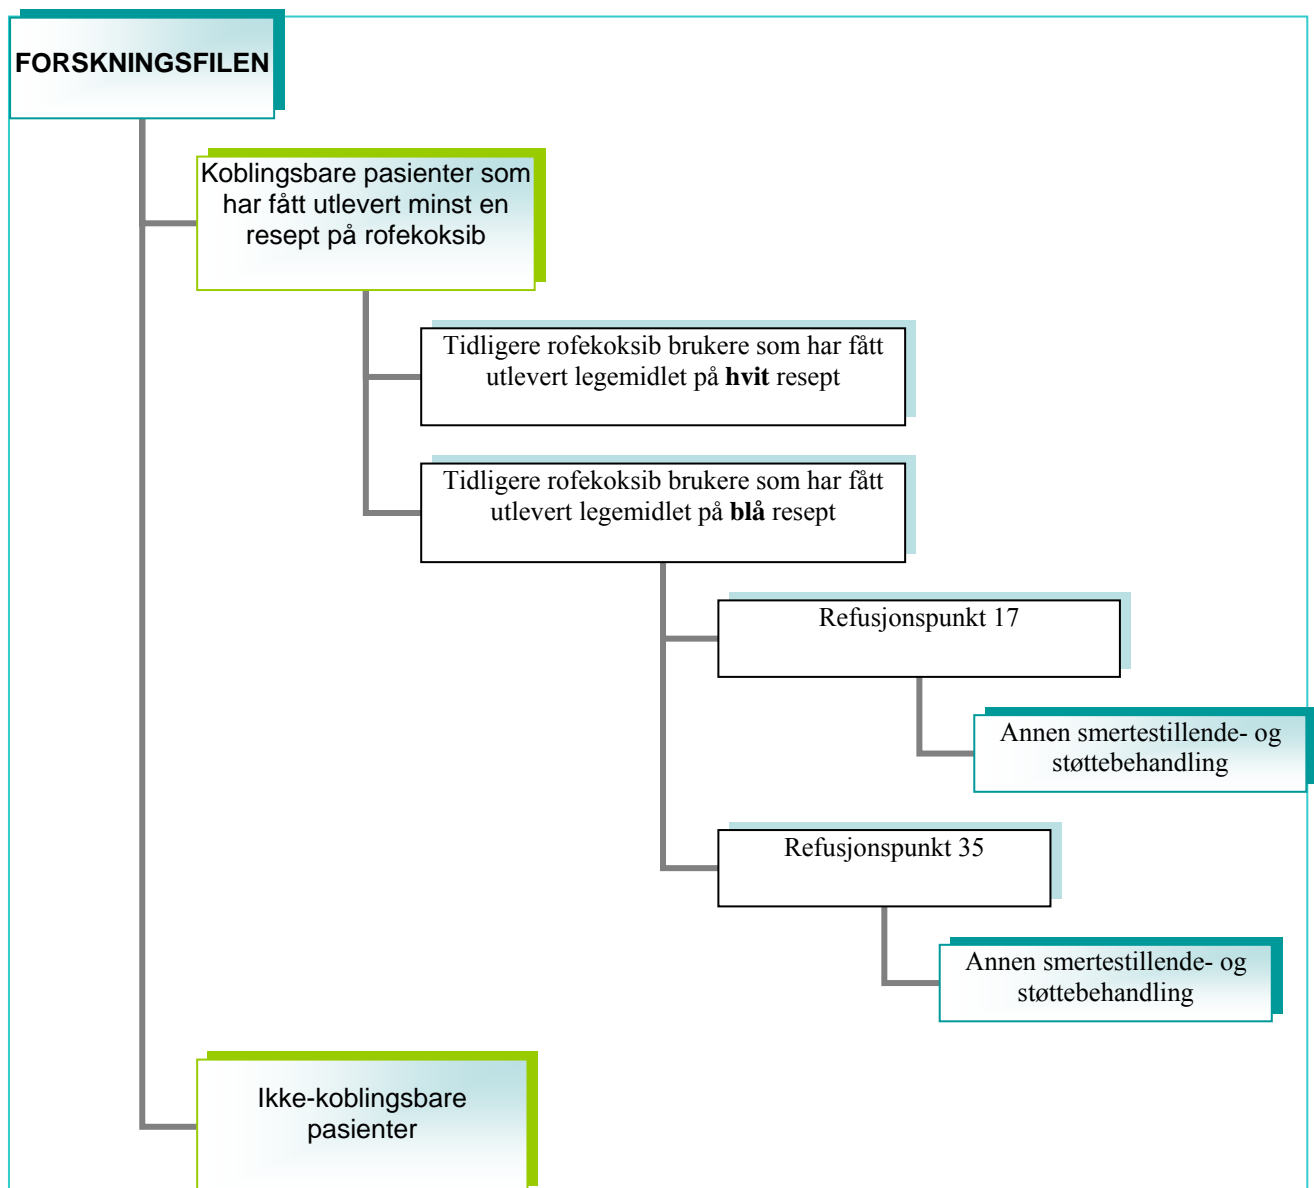 FORSKNINGSFILEN
Koblingsbare pasienter som
har fått utlevert minst en
resept på rofekoksib
Tidligere rofekoksib brukere som har fått
utlevert legemidlet på hvit resept
Tidligere rofekoksib brukere som har fått
utlevert legemidlet på blå resept
Refusjonspunkt 17
Annen smertestillende- og
støttebehandling
Refusjonspunkt 35
Annen smertestillende- og
støttebehandling
Ikke-koblingsbare
pasienter